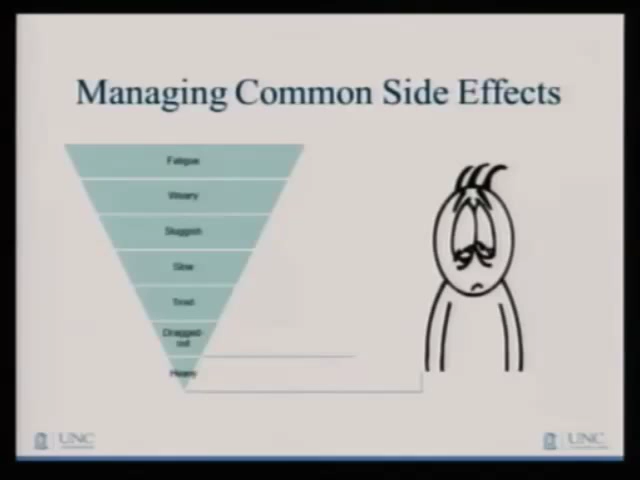 Managing Common Side Effects
Fatigue
Weary
Sluggish
Slow
Tired
Dragged-
out
Heavy
UNC
UNC